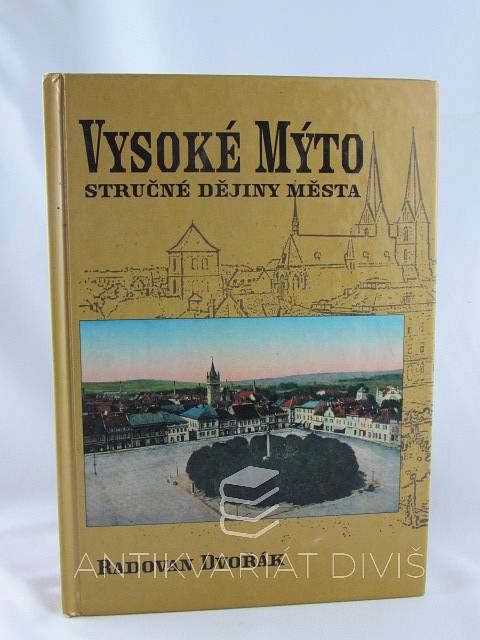 VYSOKÉ MÝTO
STRUČNÉ DĚJINY MĚSTA
ANTIKVARIÁT DIVIŠ
RADOVAN DVOŘÁK